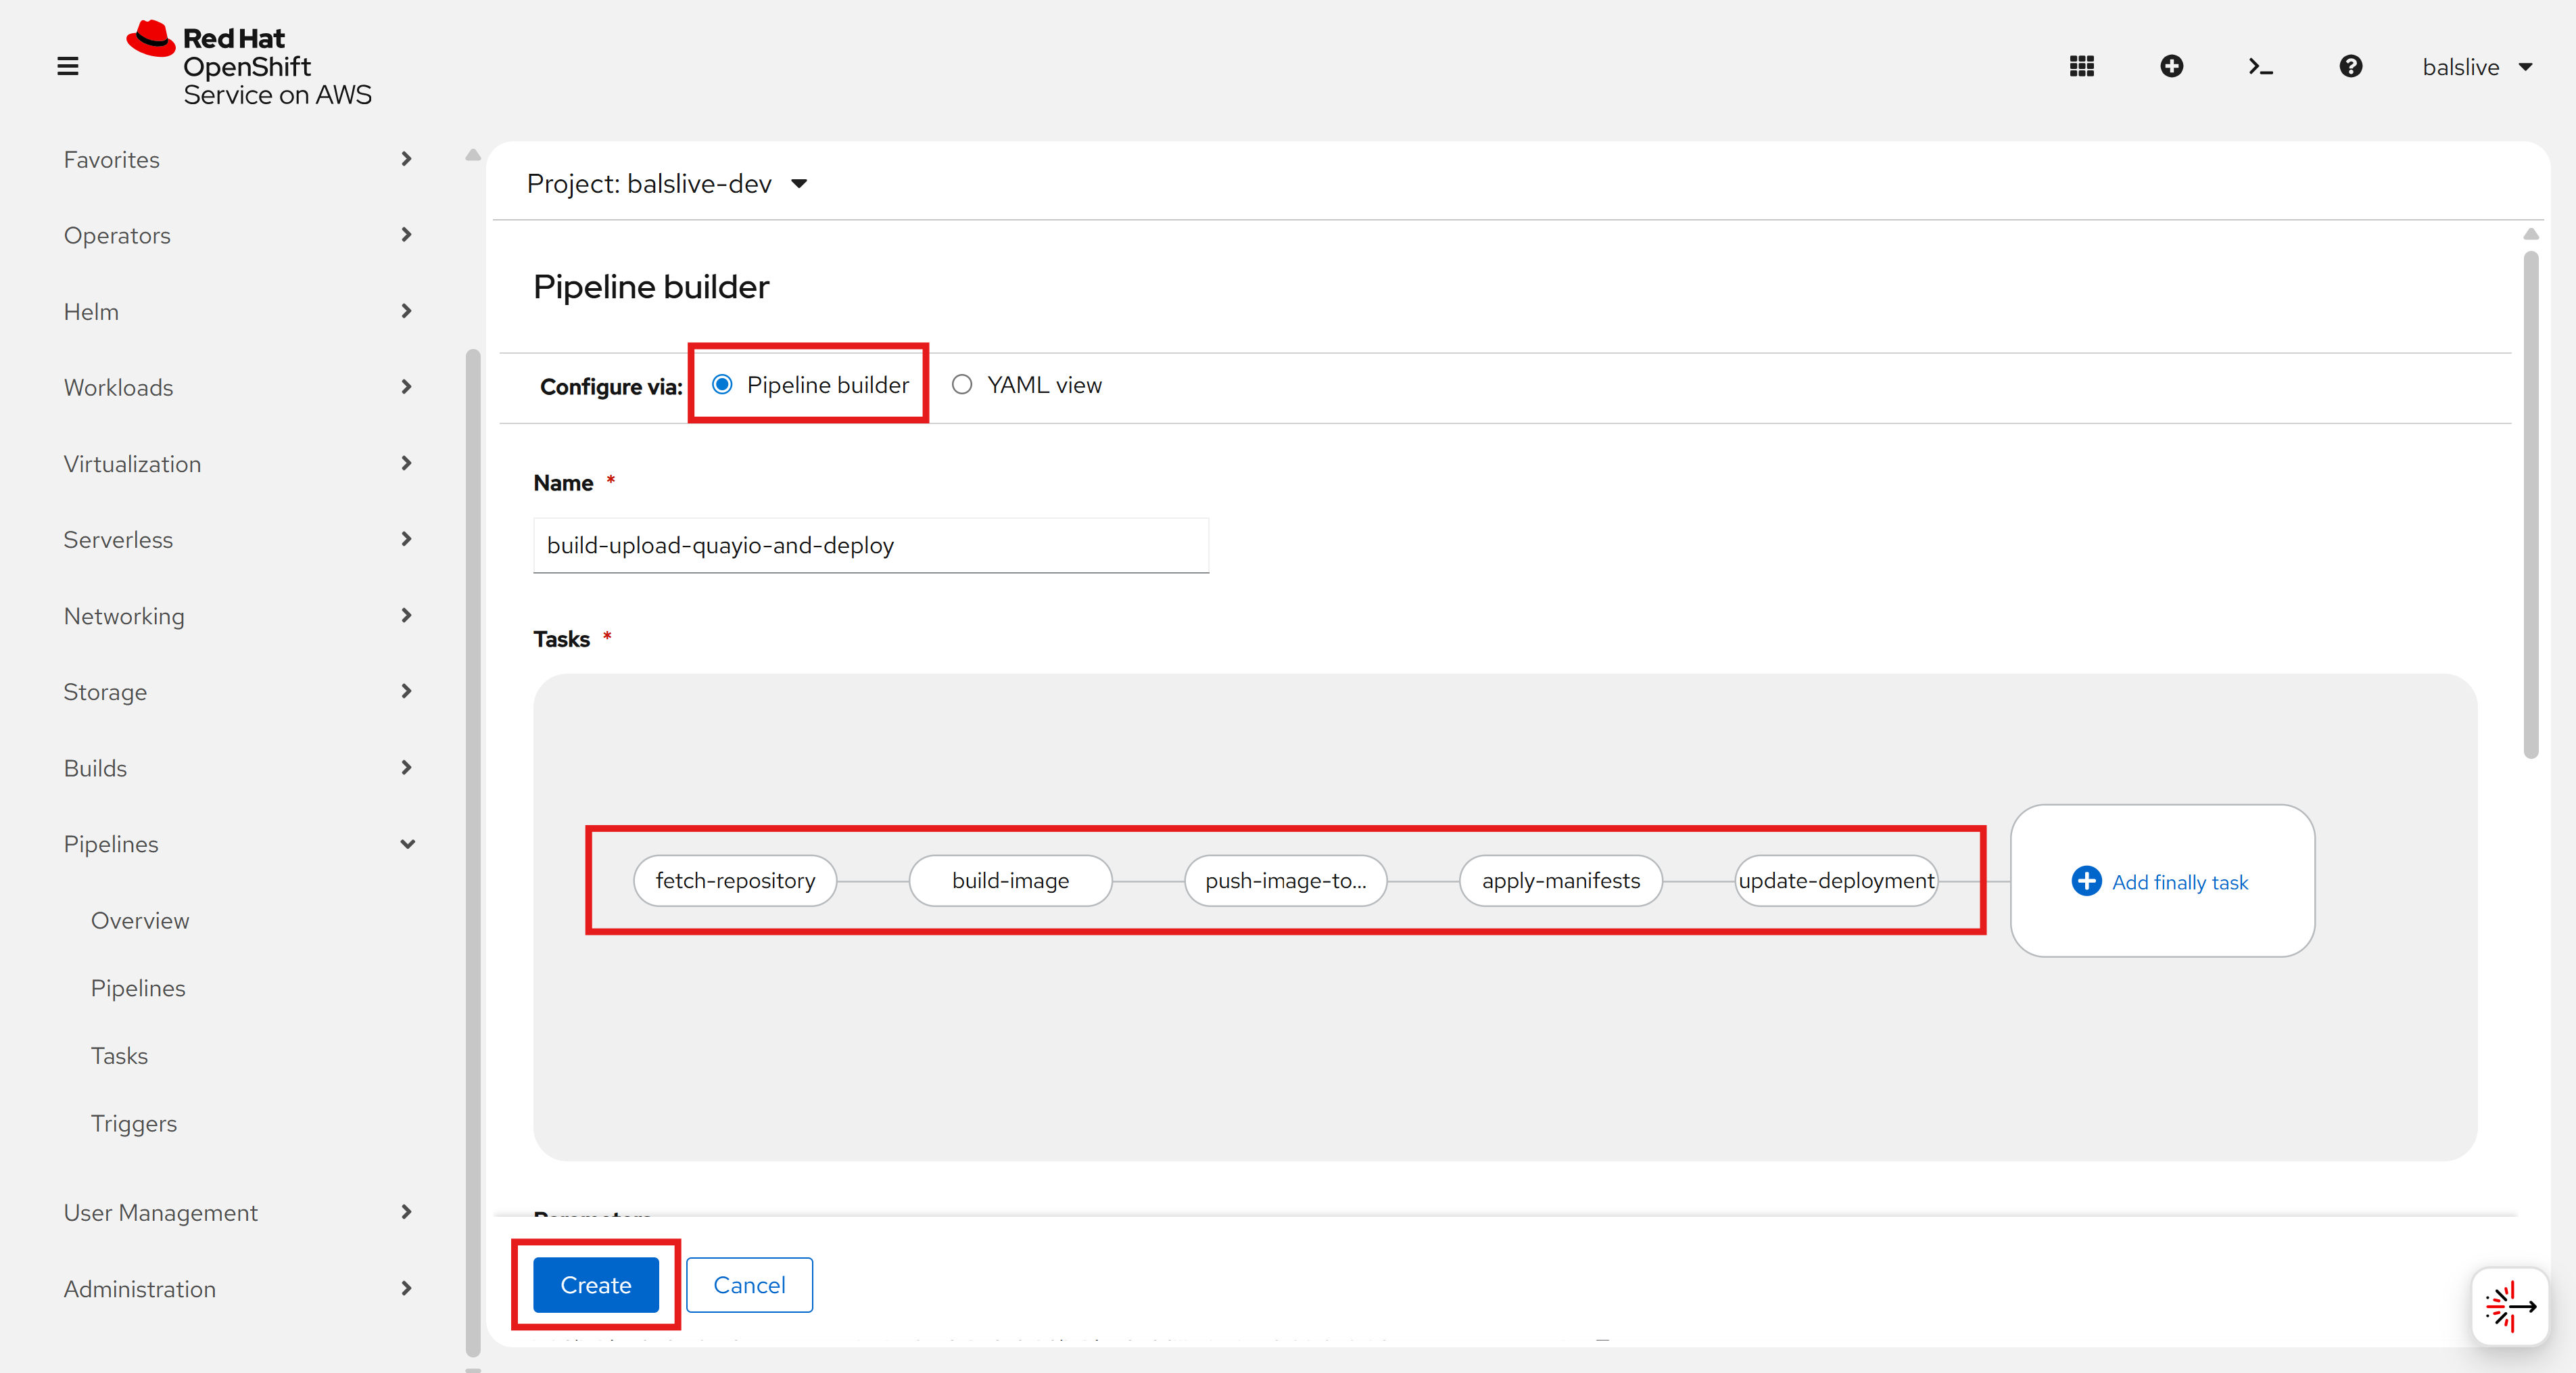 Red Hat
OpenShift
Service on AWS
balslive
Favorites
Operators
Helm
Workloads
Virtualization
Serverless
Networking
Storage
Builds
Pipelines
Overview
Pipelines
Tasks
Triggers
User Management
Administration
Project: balslive-dev
Pipeline builder
Configure via: Pipeline builder YAML view
Name *
build-upload-quayio-and-deploy
Tasks *
fetch-repository build-image push-image-to... apply-manifests update-deployment Add finally task
Create Cancel